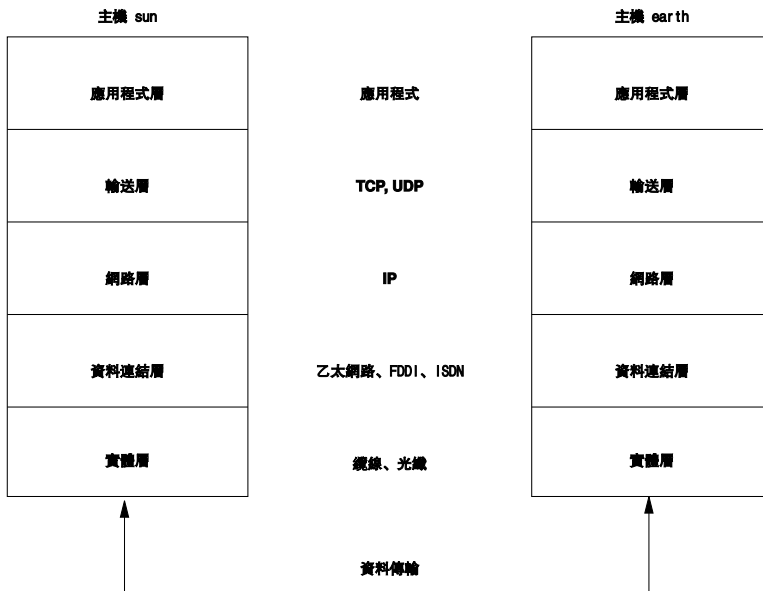 主機 sun
主機 earth
應用程式層
應用程式
應用程式層
輸送層
TCP, UDP
輸送層
網路層
IP
網路層
資料連結層
乙太網路、FDDI、ISDN
資料連結層
實體層
纜線、光纖
實體層
資料傳輸